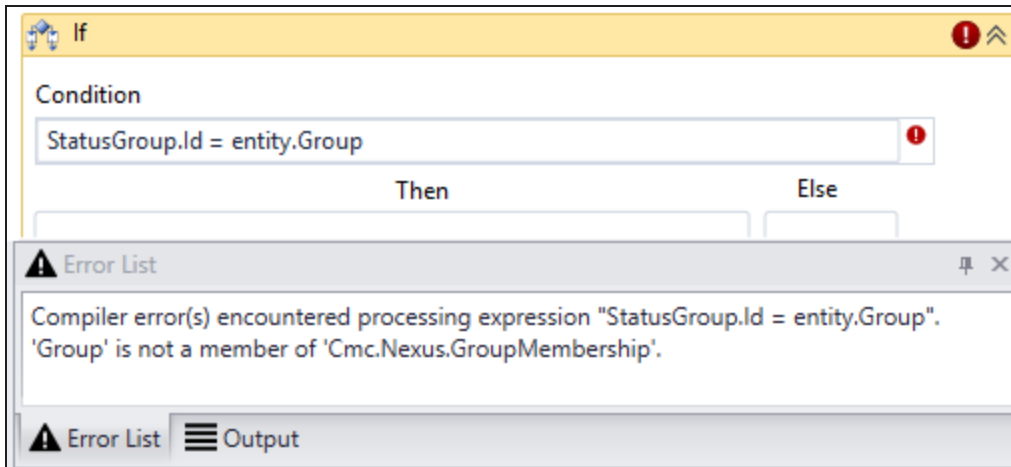 If
Condition
StatusGroup.Id = entity.Group
Then Else
Error List
Compiler error(s) encountered processing expression "StatusGroup.Id = entity.Group".
'Group' is not a member of 'Cmc.Nexus.GroupMembership'.
Error List Output